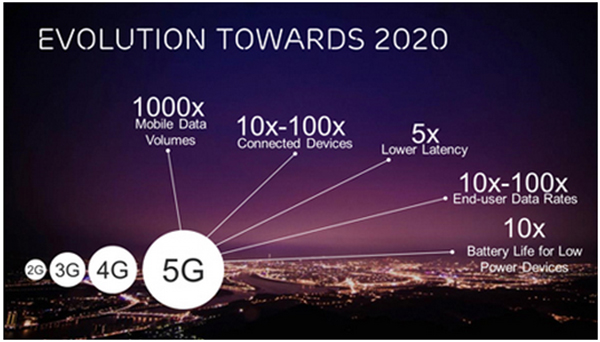 EVOLUTION TOWARDS 2020
1000x
Mobile Data
Volumes
10x-100x
Connected Devices
5x
Lower Latency
10x-100x
End-user Data Rates
10x
Battery Life for Low
Power Devices
2G
3G
4G
5G